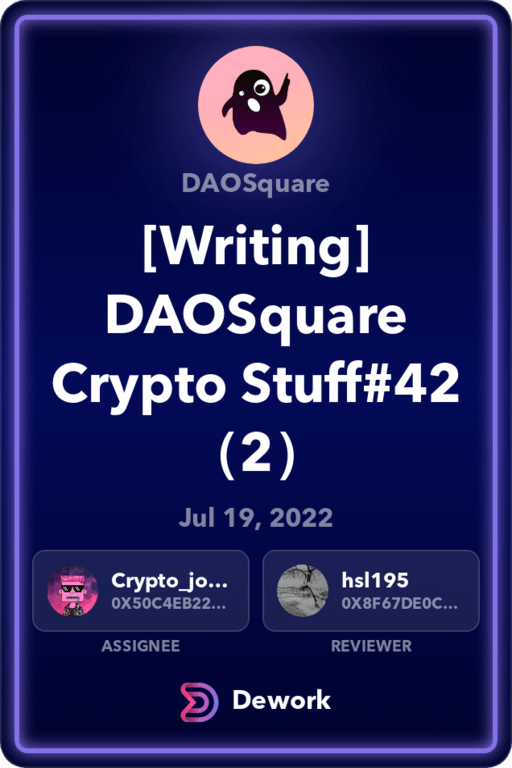 DAOSquare
[Writing]
DAOSquare
Crypto Stuff#42
（2）
Jul 19, 2022
Crypto_jo...
0X50C4EB22...
hsl195
0X8F67DE0C...
ASSIGNEE
REVIEWER
Dework